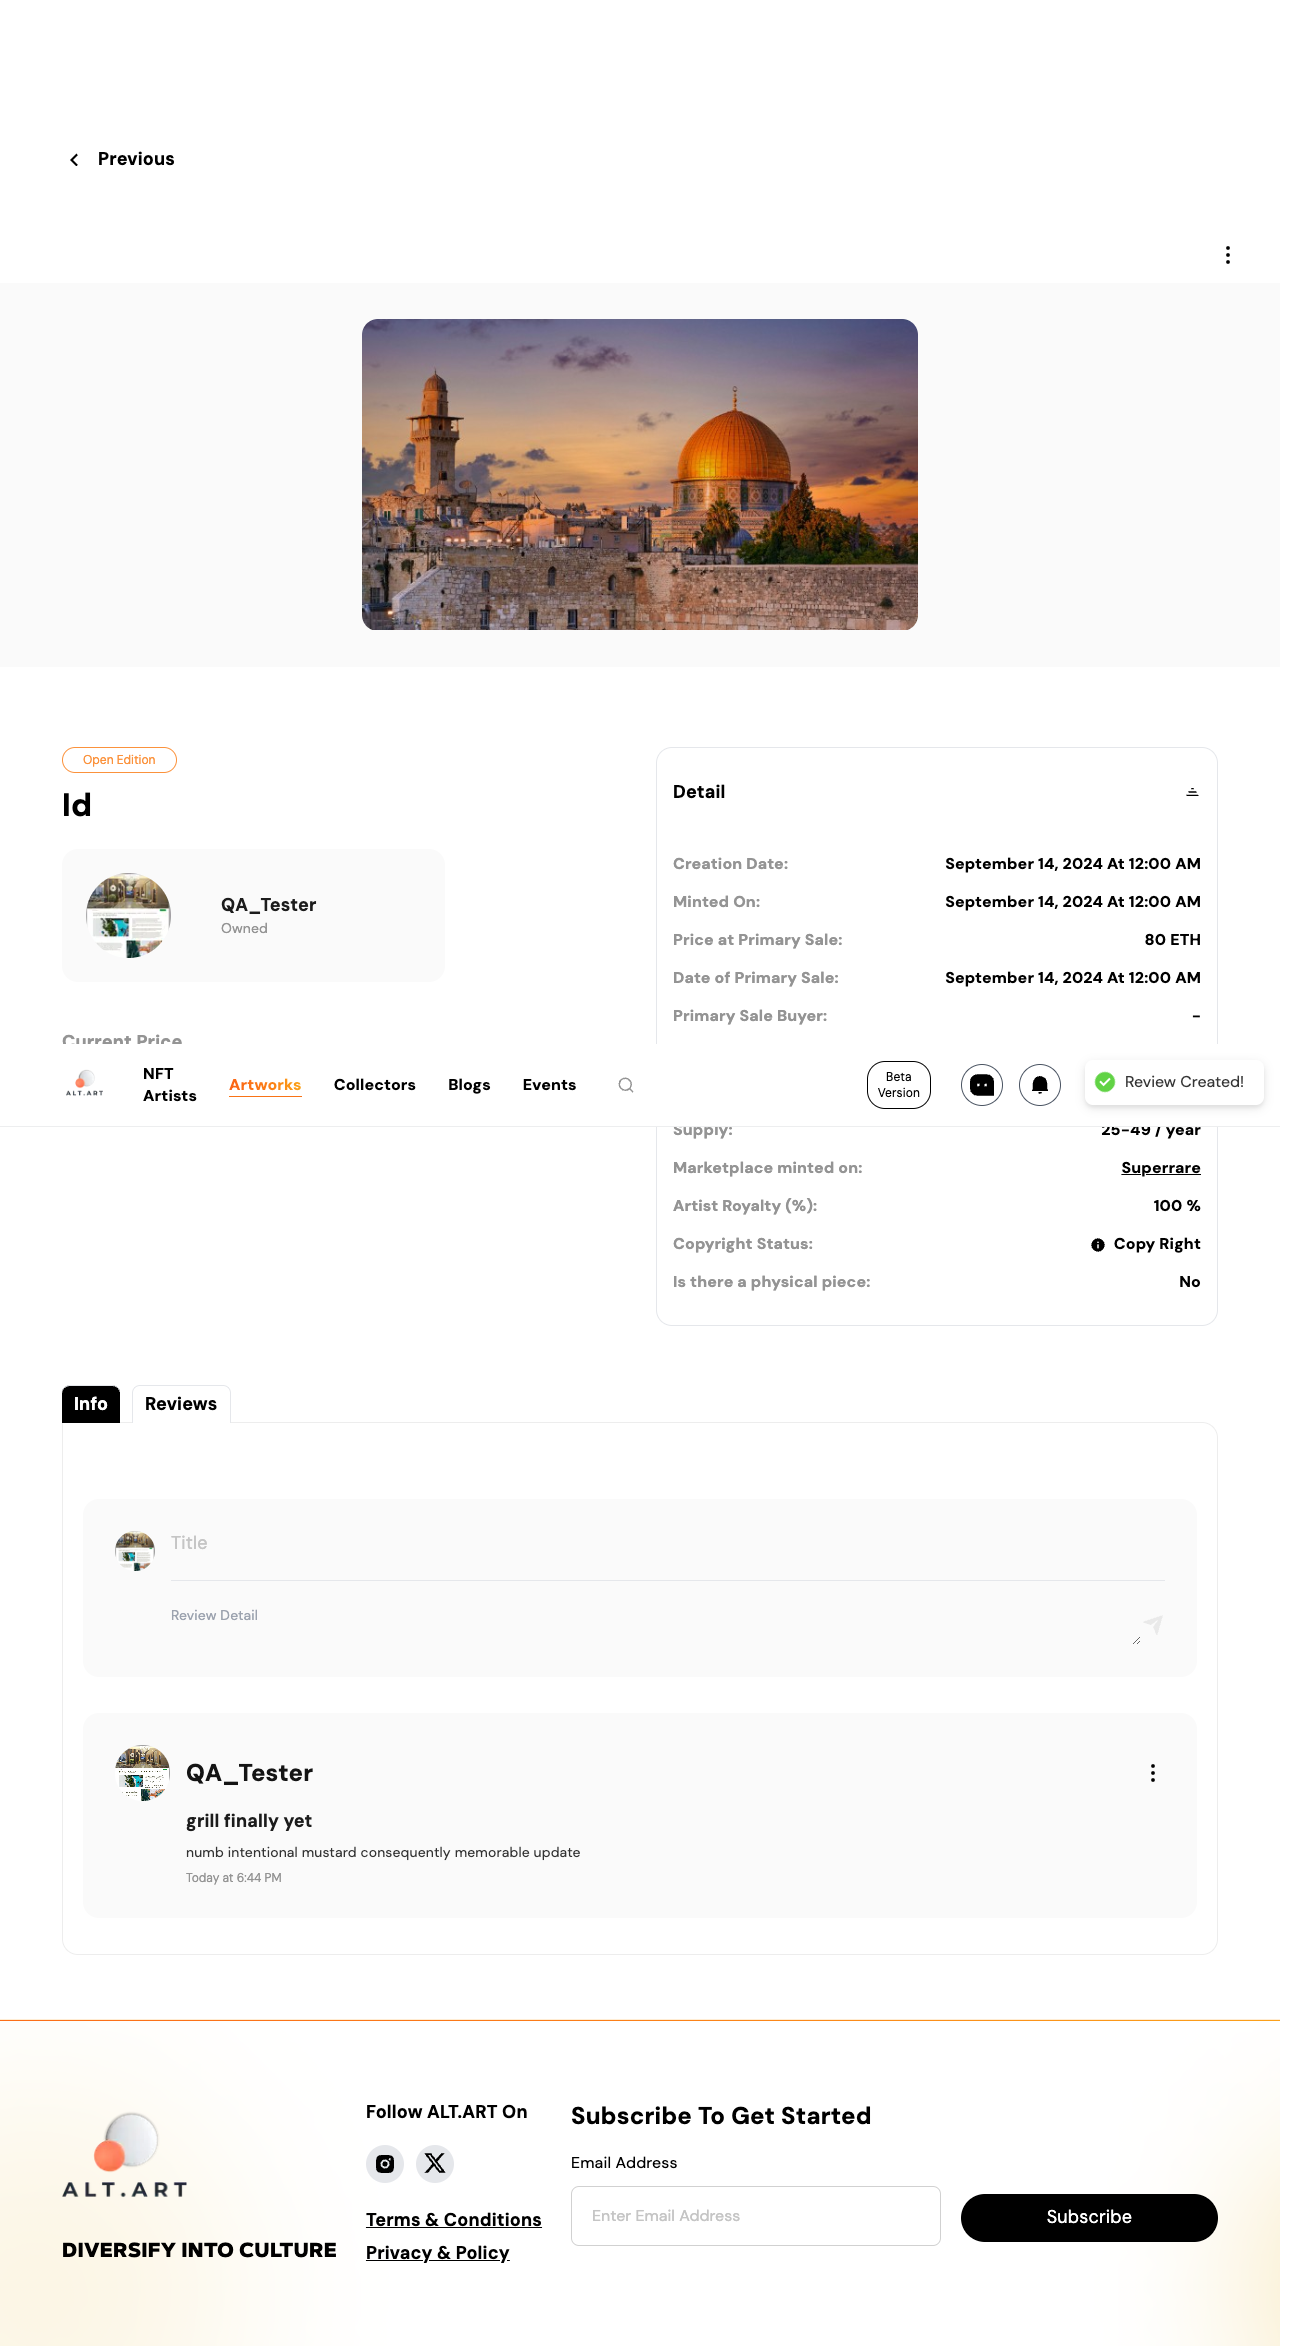 Previous
Open Edition
Id
QA_Tester
Owned
Current Price
Detail
Creation Date: September 14, 2024 At 12:00 AM
Minted On: September 14, 2024 At 12:00 AM
Price at Primary Sale: 80 ETH
Date of Primary Sale: September 14, 2024 At 12:00 AM
Primary Sale Buyer: -
ALT.ART
NFT
Artists
Artworks
Collectors
Blogs
Events
Beta
Version
Review Created!
Supply: 25-49 / year
Marketplace minted on: Superrare
Artist Royalty (%): 100 %
Copyright Status: Copy Right
Is there a physical piece: No
Info
Reviews
Title
Review Detail
QA_Tester
grill finally yet
numb intentional mustard consequently memorable update
Today at 6:44 PM
ALT.ART
DIVERSIFY INTO CULTURE
Follow ALT.ART On
Terms & Conditions
Privacy & Policy
Subscribe To Get Started
Email Address
Enter Email Address
Subscribe